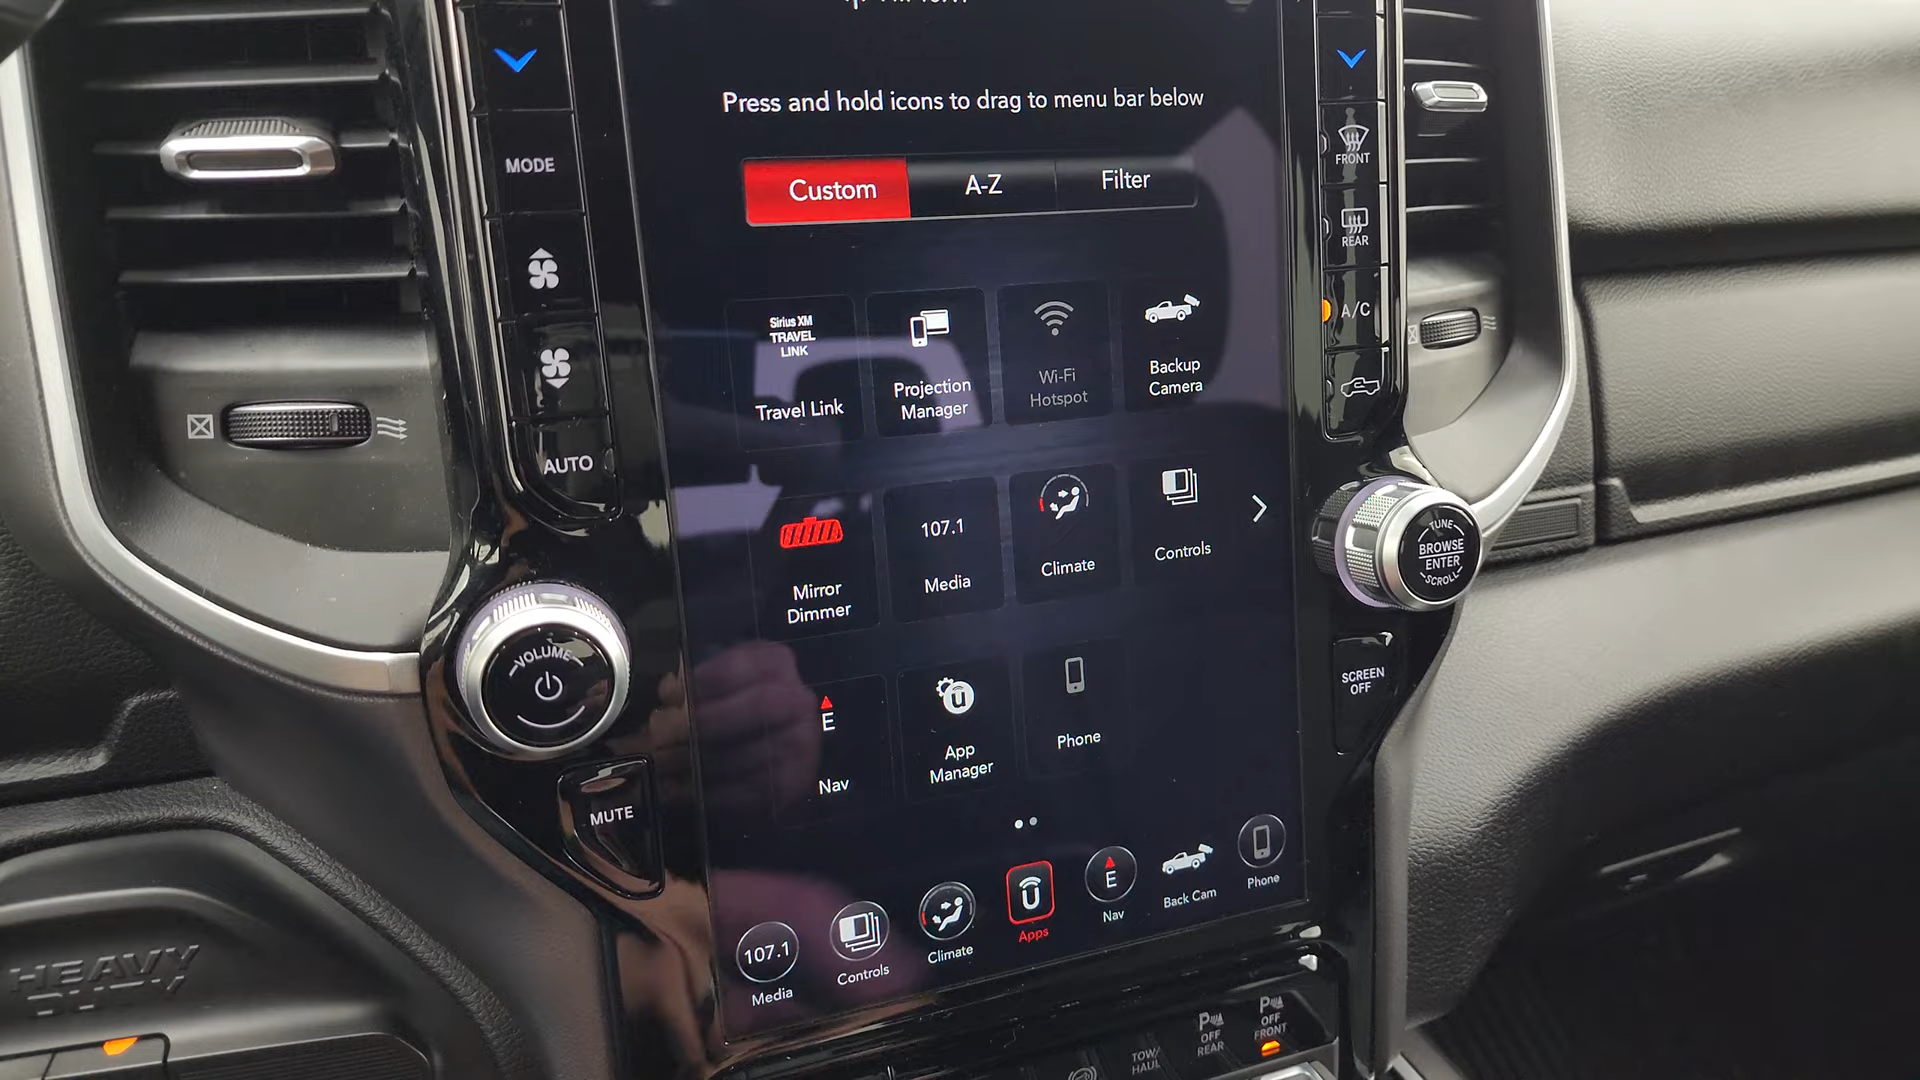 Press and hold icons to drag to menu bar below
Custom
A-Z
Filter
Sirius XM
TRAVEL
LINK
Travel Link
Projection
Manager
Wi-Fi
Hotspot
Backup
Camera
Mirror
Dimmer
107.1
Media
Climate
Controls
E
Nav
u
App
Manager
Phone
107.1
Media
Controls
Climate
Apps
E
Nav
Back Cam
Phone
MODE
AUTO
VOLUME
MUTE
FRONT
REAR
A/C
TUNE
BROWSE
ENTER
SCROLL
SCREEN
OFF
HEAVY
DUTY
TOW/
HAUL
P
OFF
REAR
P
OFF
FRONT